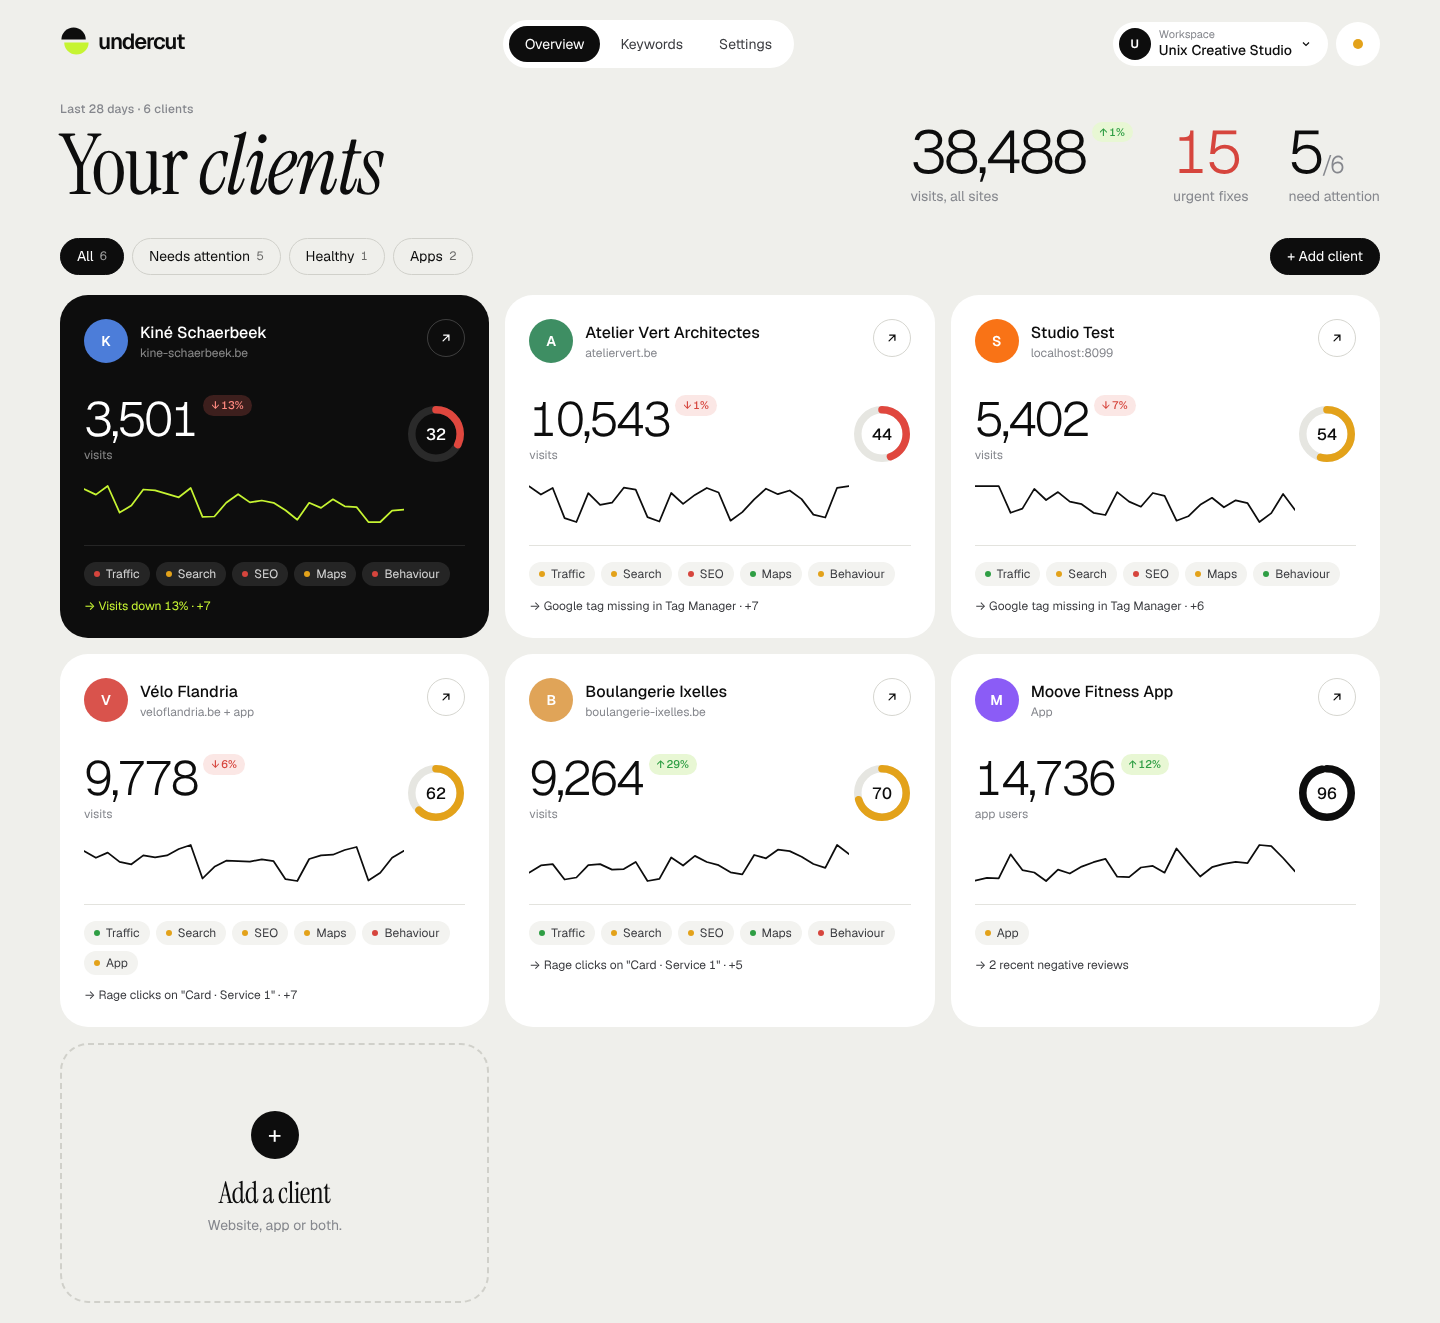 undercut
Overview
Keywords
Settings
U
Workspace
Unix Creative Studio
Last 28 days · 6 clients
Your clients
38,488
↑1%
visits, all sites
15
urgent fixes
5/6
need attention
All 6
Needs attention 5
Healthy 1
Apps 2
+ Add client
K
Kiné Schaerbeek
kine-schaerbeek.be
3,501
↓13%
visits
32
Traffic
Search
SEO
Maps
Behaviour
→ Visits down 13% · +7
A
Atelier Vert Architectes
ateliervert.be
10,543
↓1%
visits
44
Traffic
Search
SEO
Maps
Behaviour
→ Google tag missing in Tag Manager · +7
S
Studio Test
localhost:8099
5,402
↓7%
visits
54
Traffic
Search
SEO
Maps
Behaviour
→ Google tag missing in Tag Manager · +6
V
Vélo Flandria
veloflandria.be + app
9,778
↓6%
visits
62
Traffic
Search
SEO
Maps
Behaviour
App
→ Rage clicks on "Card · Service 1" · +7
B
Boulangerie Ixelles
boulangerie-ixelles.be
9,264
↑29%
visits
70
Traffic
Search
SEO
Maps
Behaviour
→ Rage clicks on "Card · Service 1" · +5
M
Moove Fitness App
App
14,736
↑12%
app users
96
App
→ 2 recent negative reviews
+
Add a client
Website, app or both.